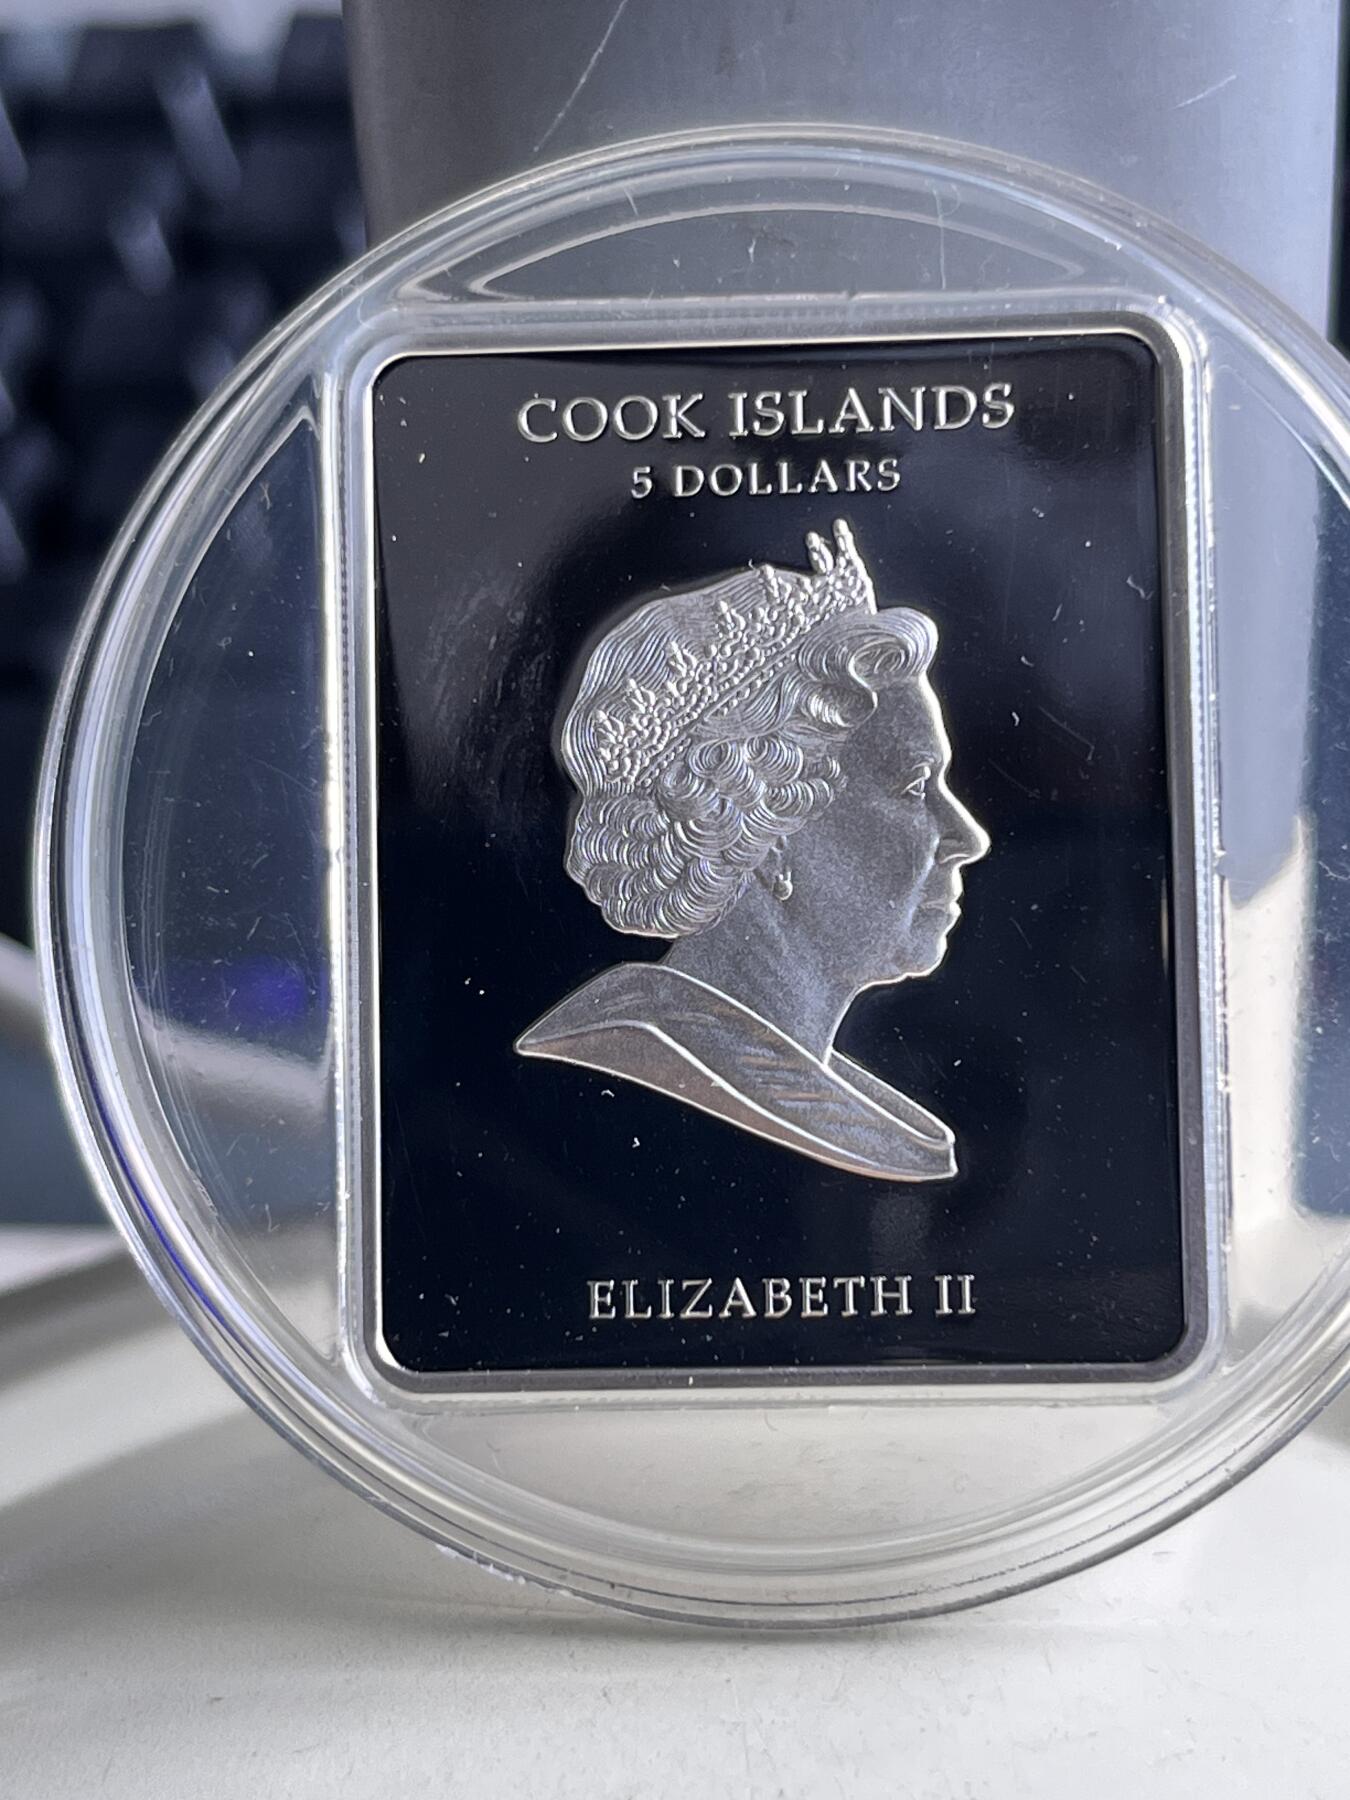 COOK ISLANDS
5 DOLLARS
ELIZABETH II